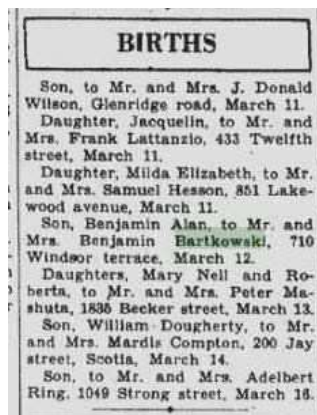 BIRTHS
Son, to Mr. and Mrs. J. Donald
Wilson, Glenridge road, March 11.
Daughter, Jacquelin, to Mr. and
Mrs. Frank Lattanzio, 433 Twelfth
street, March 11.
Daughter, Milda Elizabeth, to Mr.
and Mrs. Samuel Hesson, 851 Lake-
wood avenue, March 11.
Son, Benjamin Alan, to Mr. and
Mrs. Benjamin Bartkowski, 710
Windsor terrace, March 12.
Daughters, Mary Nell and Ro-
berta, to Mr. and Mrs. Peter Ma-
shuta, 1835 Becker street, March 13.
Son, William Dougherty, to Mr.
and Mrs. Mardis Compton, 200 Jay
street, Scotia, March 14.
Son, to Mr. and Mrs. Adelbert
Ring, 1049 Strong street, March 16.